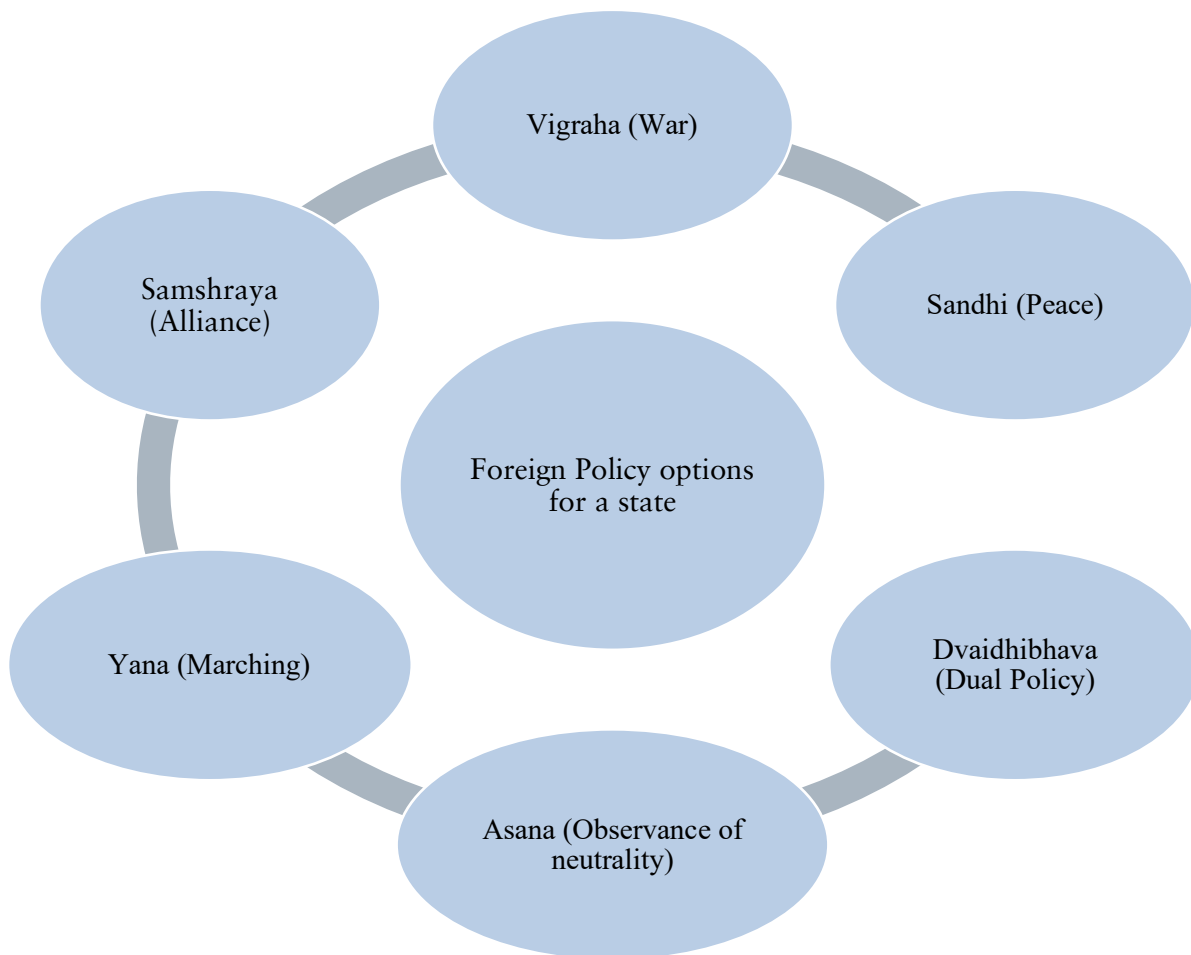 Vigraha (War)
Samshraya
(Alliance)
Sandhi (Peace)
Foreign Policy options
for a state
Yana (Marching)
Dvaidhibhava
(Dual Policy)
Asana (Observance of
neutrality)